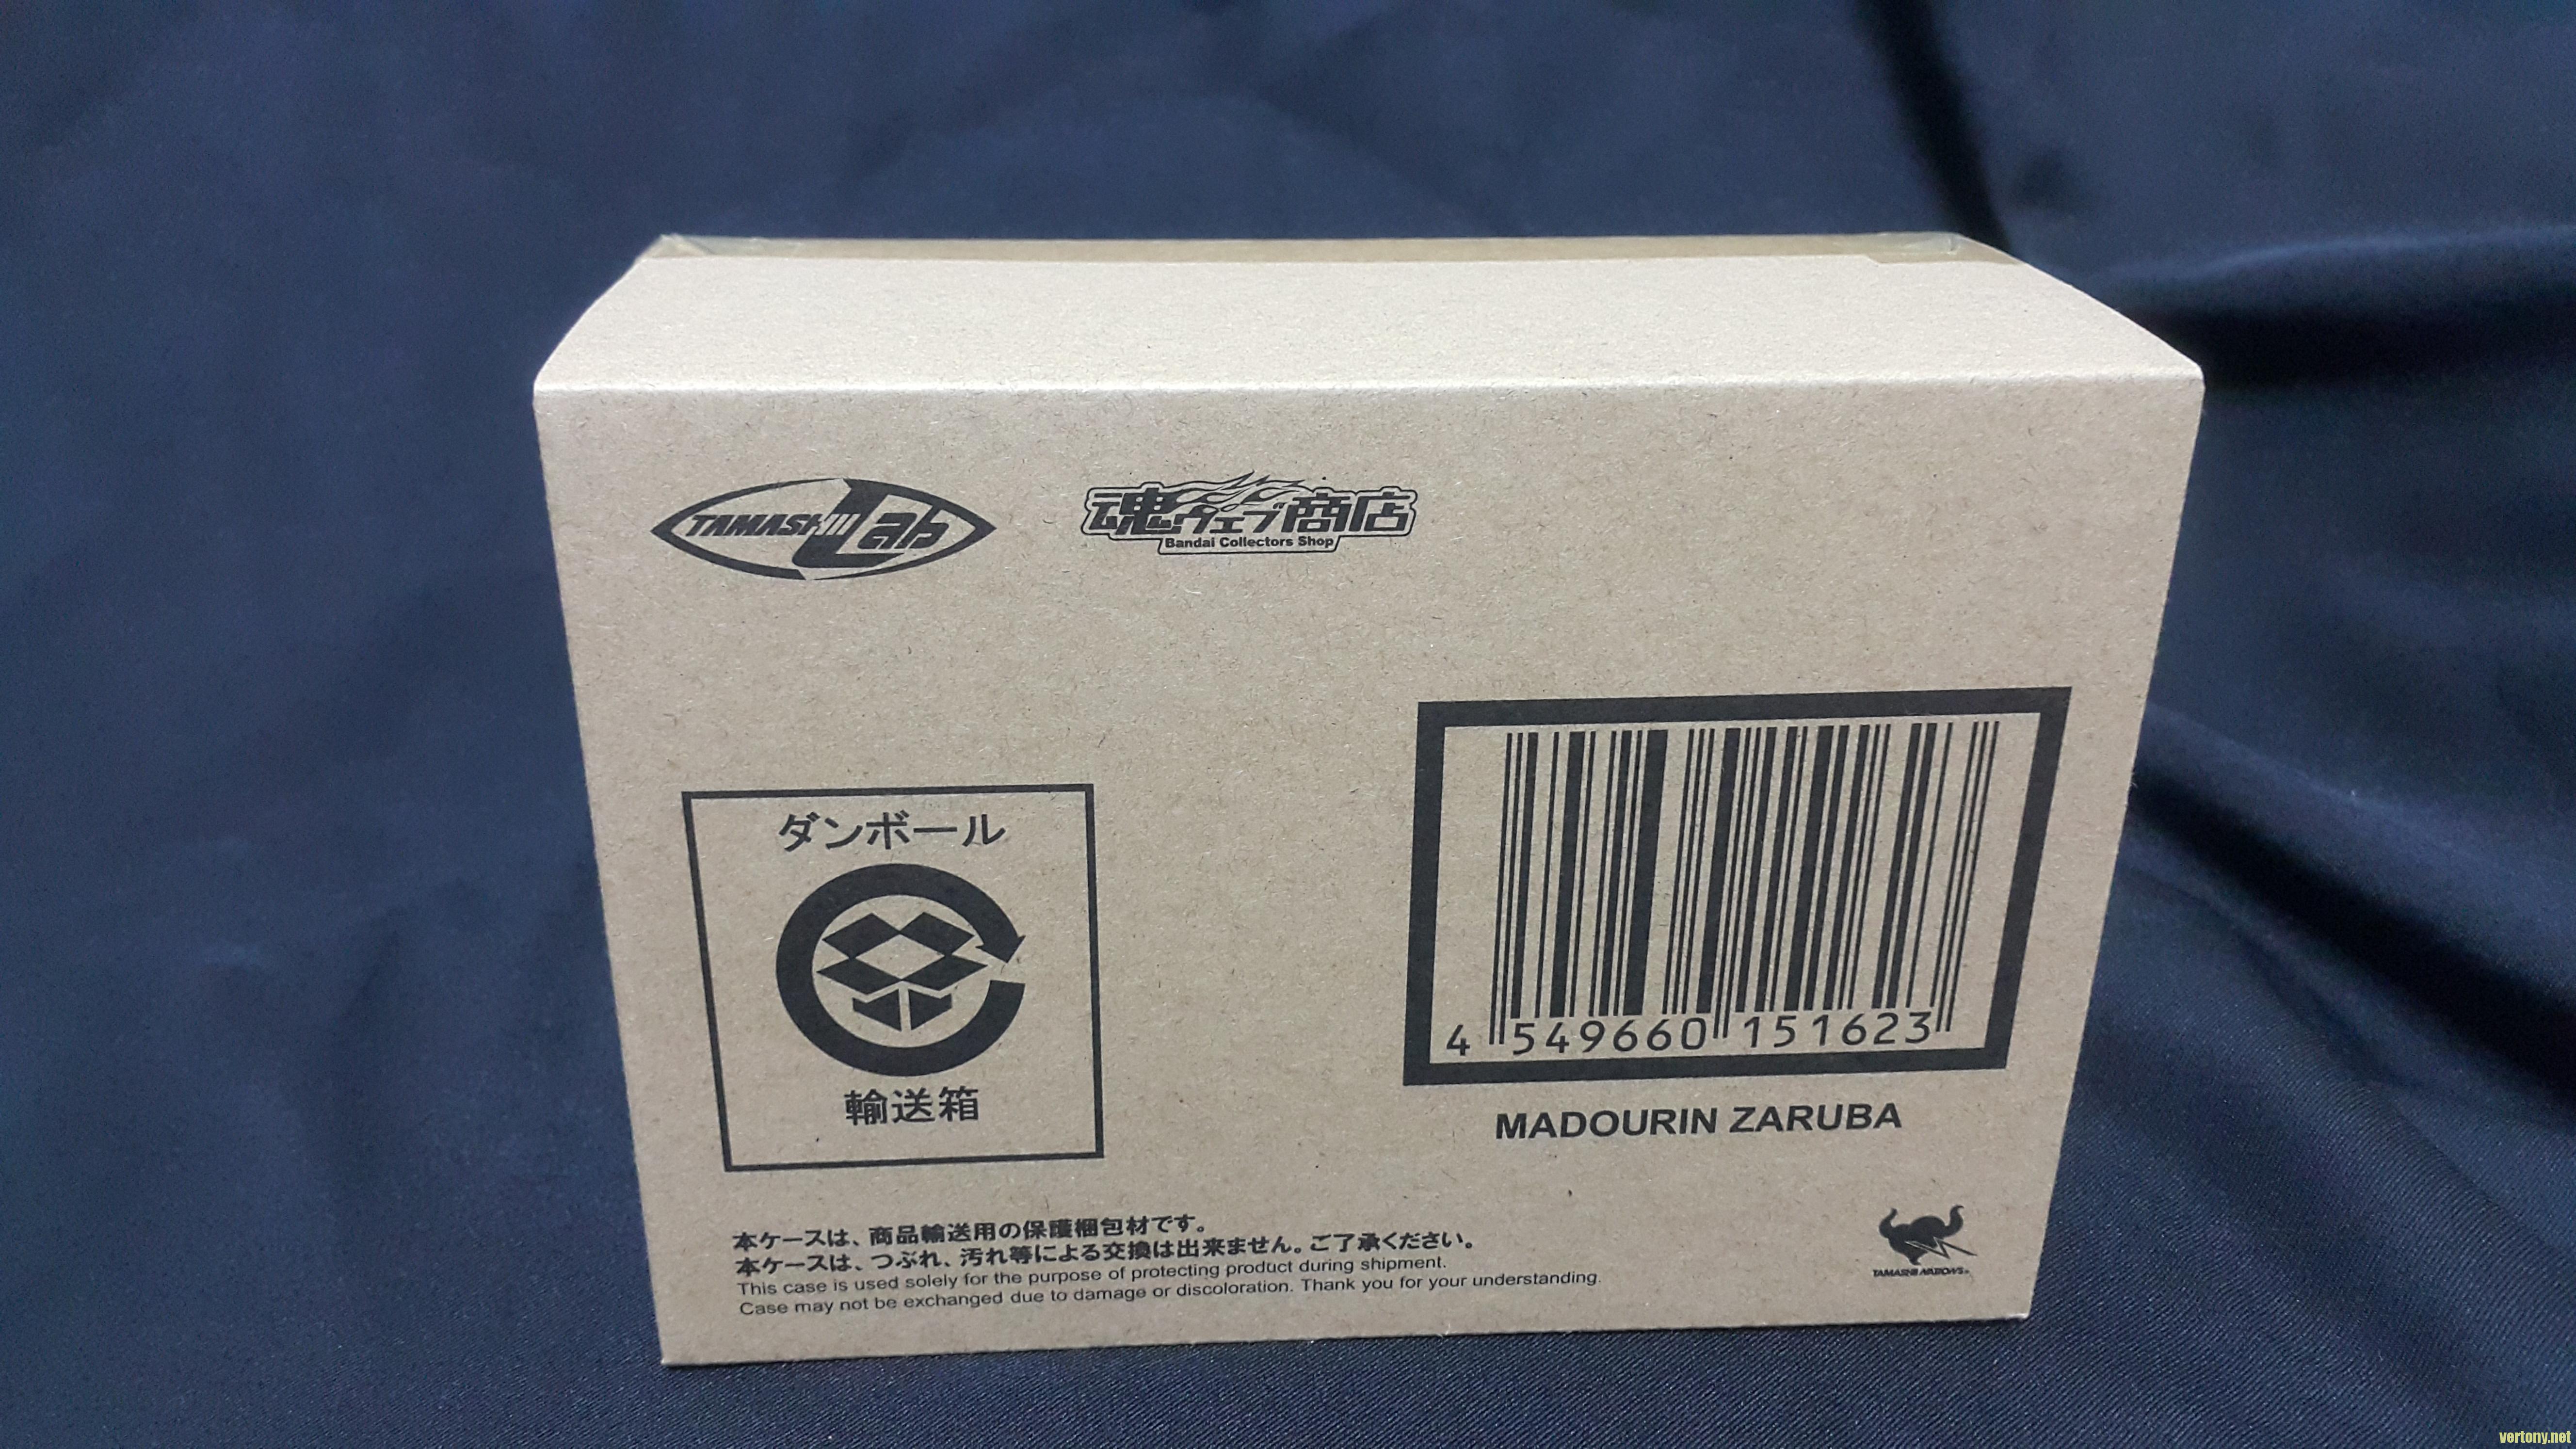 TAMASHII Lab
魂ウェブ商店
Bandai Collectors Shop
ダンボール
輸送箱
4 549660 151623
MADOURIN ZARUBA
本ケースは、商品輸送用の保護梱包材です。
本ケースは、つぶれ、汚れ等による交換は出来ません。ご了承ください。
This case is used solely for the purpose of protecting product during shipment.
Case may not be exchanged due to damage or discoloration. Thank you for your understanding.
TAMASHII NATIONS
vertony.net